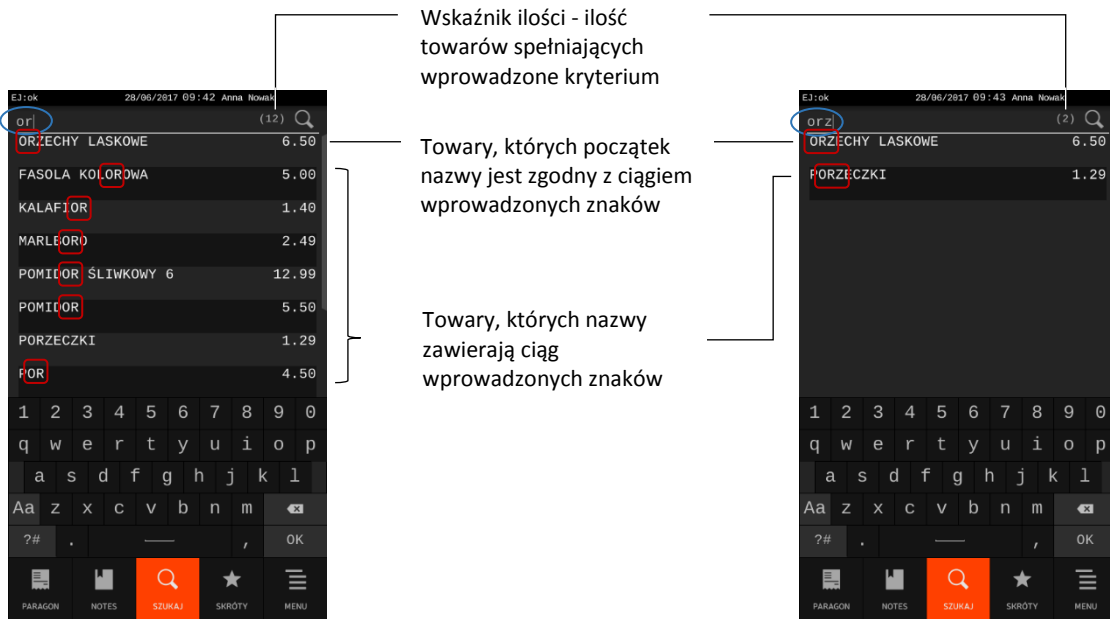 Wskaźnik ilości - ilość
towarów spełniających
wprowadzone kryterium
EJ:ok 28/06/2017 09:42 Anna Nowak
or (12)
ORZECHY LASKOWE 6.50
FASOLA KOLOROWA 5.00
KALAFIOR 1.40
MARLBORO 2.49
POMIDOR ŚLIWKOWY 6 12.99
POMIDOR 5.50
PORZECZKI 1.29
POR 4.50
1 2 3 4 5 6 7 8 9 0
q w e r t y u i o p
a s d f g h j k l
Aa z x c v b n m
?# . , OK
PARAGON NOTES SZUKAJ SKRÓTY MENU
Towary, których początek
nazwy jest zgodny z ciągiem
wprowadzonych znaków
Towary, których nazwy
zawierają ciąg
wprowadzonych znaków
EJ:ok 28/06/2017 09:43 Anna Nowak
orz (2)
ORZECHY LASKOWE 6.50
PORZECZKI 1.29
1 2 3 4 5 6 7 8 9 0
q w e r t y u i o p
a s d f g h j k l
Aa z x c v b n m
?# . , OK
PARAGON NOTES SZUKAJ SKRÓTY MENU